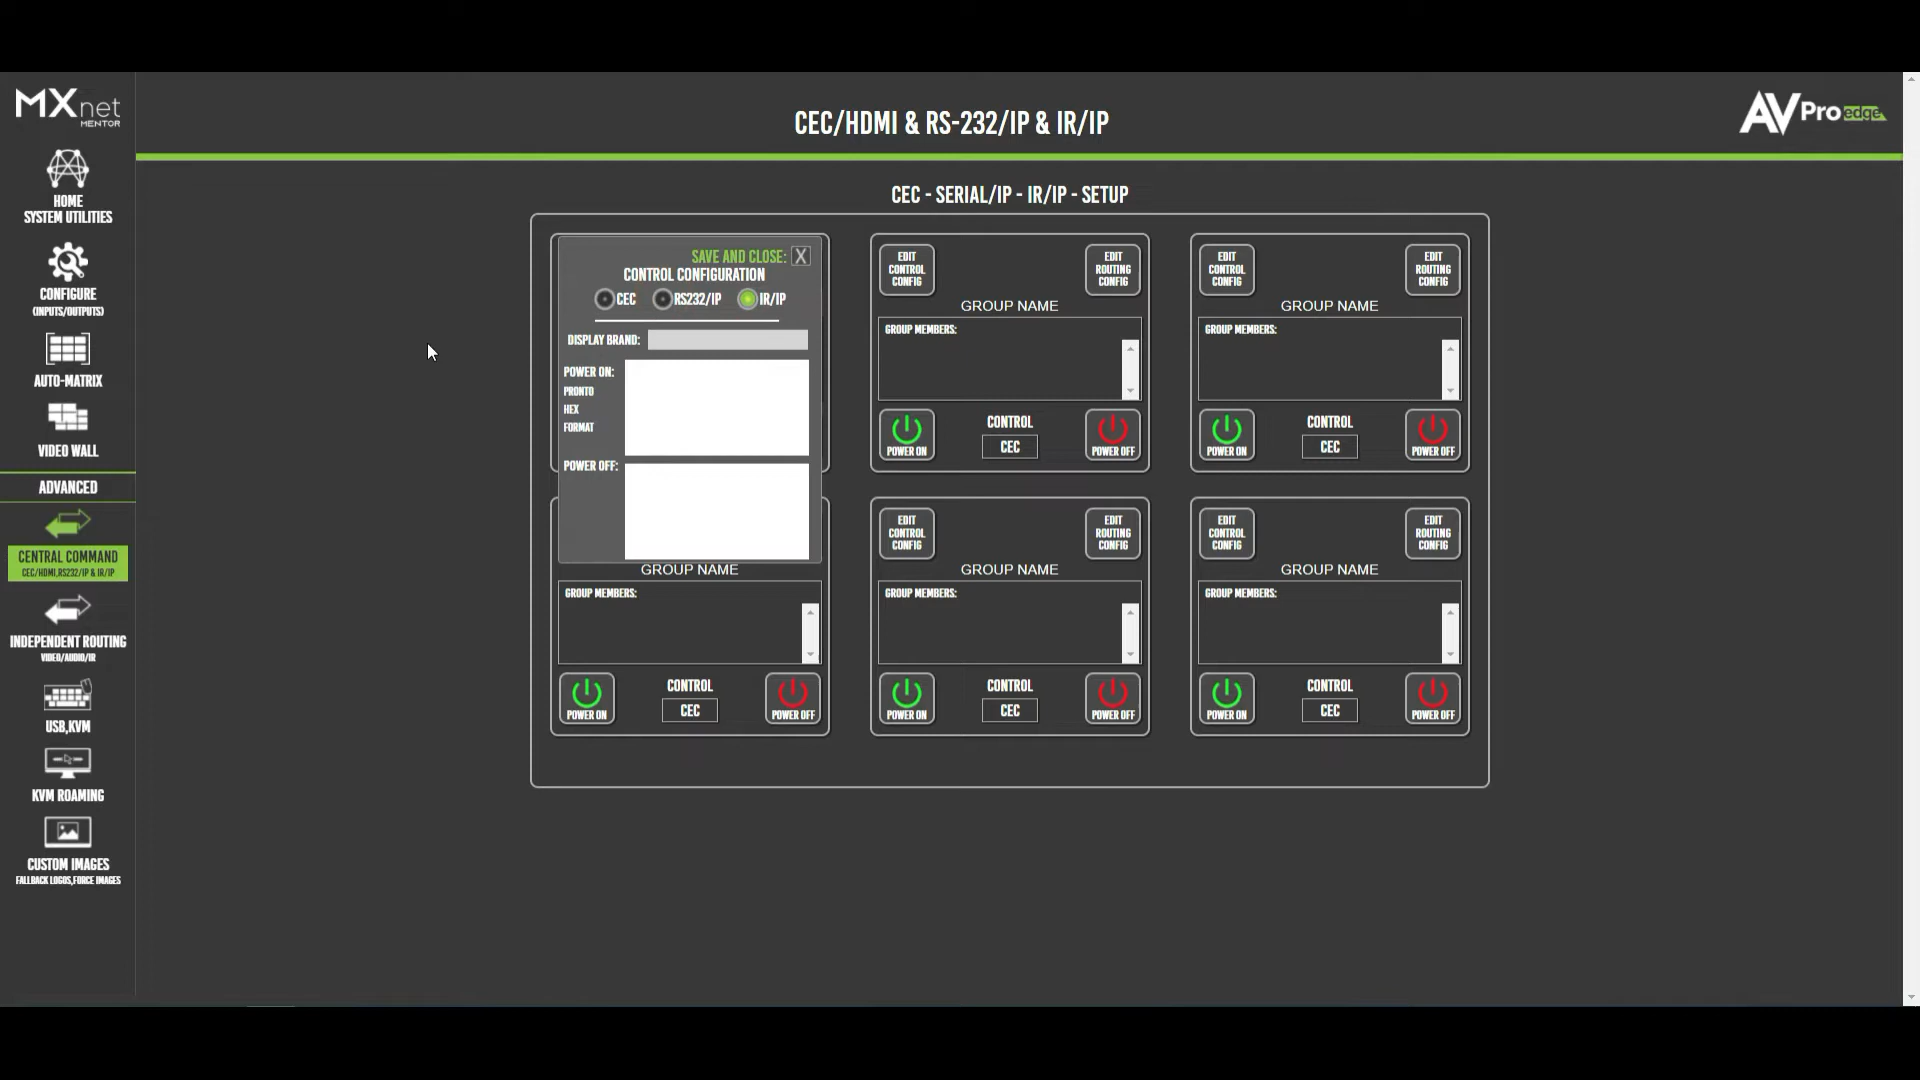 MXnet
MENTOR
HOME
SYSTEM UTILITIES
CONFIGURE
(INPUTS/OUTPUTS)
AUTO-MATRIX
VIDEO WALL
ADVANCED
CENTRAL COMMAND
CEC/HDMI,RS232/IP & IR/IP
INDEPENDENT ROUTING
VIDEO/AUDIO/IR
USB,KVM
KVM ROAMING
CUSTOM IMAGES
FALLBACK LOGOS,FORCE IMAGES
CEC/HDMI & RS-232/IP & IR/IP
AVPro edge
CEC - SERIAL/IP - IR/IP - SETUP
SAVE AND CLOSE: X
CONTROL CONFIGURATION
CEC RS232/IP IR/IP
DISPLAY BRAND:
POWER ON:
PRONTO
HEX
FORMAT
POWER OFF:
EDIT
CONTROL
CONFIG
EDIT
ROUTING
CONFIG
GROUP NAME
GROUP MEMBERS:
POWER ON
CONTROL
CEC
POWER OFF
EDIT
CONTROL
CONFIG
EDIT
ROUTING
CONFIG
GROUP NAME
GROUP MEMBERS:
POWER ON
CONTROL
CEC
POWER OFF
GROUP NAME
GROUP MEMBERS:
POWER ON
CONTROL
CEC
POWER OFF
EDIT
CONTROL
CONFIG
EDIT
ROUTING
CONFIG
GROUP NAME
GROUP MEMBERS:
POWER ON
CONTROL
CEC
POWER OFF
EDIT
CONTROL
CONFIG
EDIT
ROUTING
CONFIG
GROUP NAME
GROUP MEMBERS:
POWER ON
CONTROL
CEC
POWER OFF